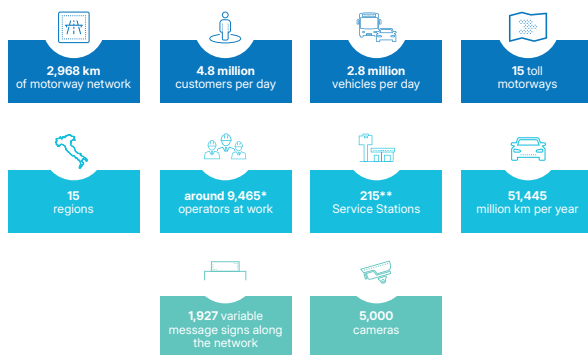 2,968 km
of motorway network
4.8 million
customers per day
2.8 million
vehicles per day
15 toll
motorways
15
regions
around 9,465*
operators at work
215**
Service Stations
51,445
million km per year
1,927 variable
message signs along
the network
5,000
cameras